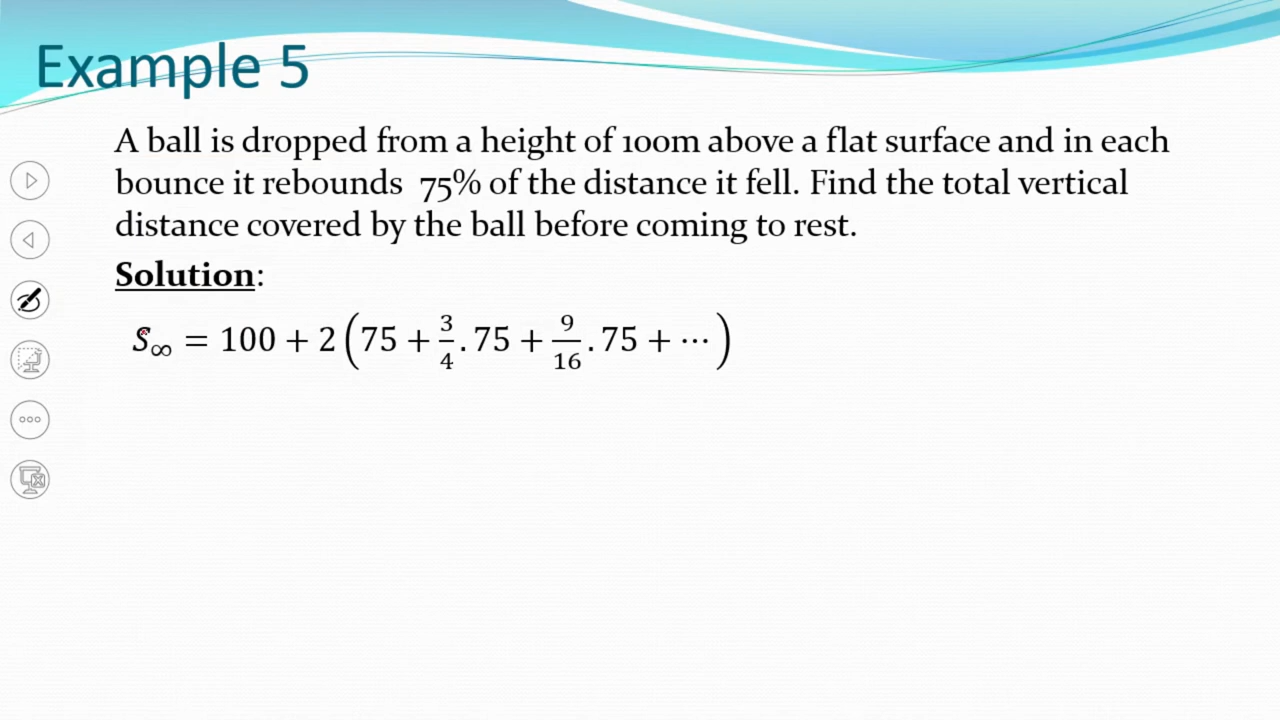 Example 5
A ball is dropped from a height of 100m above a flat surface and in each
bounce it rebounds 75% of the distance it fell. Find the total vertical
distance covered by the ball before coming to rest.
Solution:
S∞ = 100 + 2(75 + 3/4 . 75 + 9/16 . 75 + ⋯)